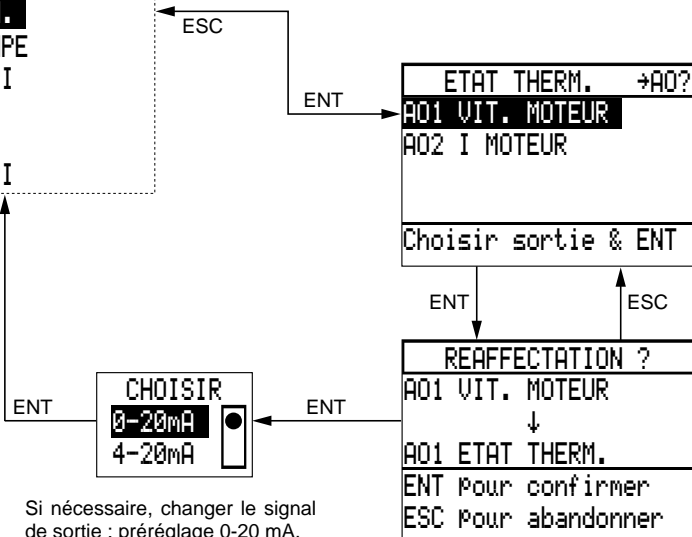 PE
I
I
ESC
ENT
ETAT THERM. →AO?
AO1 VIT. MOTEUR
AO2 I MOTEUR
Choisir sortie & ENT
ENT
ESC
REAFFECTATION ?
AO1 VIT. MOTEUR
↓
AO1 ETAT THERM.
ENT pour confirmer
ESC pour abandonner
ENT
CHOISIR
0-20mA
4-20mA
ENT
Si nécessaire, changer le signal
de sortie : préréglage 0-20 mA.